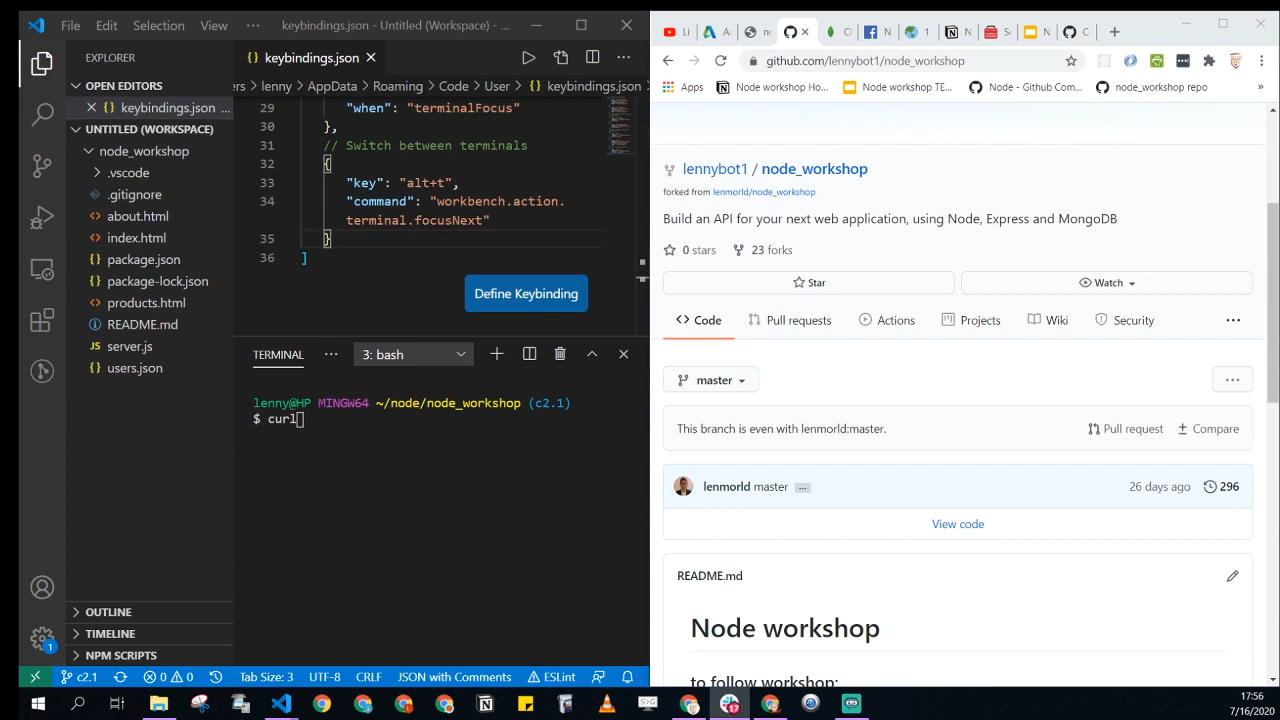 File Edit Selection View ··· keybindings.json - Untitled (Workspace) - ...
EXPLORER
OPEN EDITORS
keybindings.json ...
UNTITLED (WORKSPACE)
node_workshop
.vscode
.gitignore
about.html
index.html
package.json
package-lock.json
products.html
README.md
server.js
users.json
OUTLINE
TIMELINE
NPM SCRIPTS
1
keybindings.json
ers > lenny > AppData > Roaming > Code > User > keybindings.json
29 "when": "terminalFocus"
30 },
31 // Switch between terminals
32 {
33 "key": "alt+t",
34 "command": "workbench.action.
terminal.focusNext"
35 }
36 ]
Define Keybinding
TERMINAL ··· 3: bash
lenny@HP MINGW64 ~/node/node_workshop (c2.1)
$ curl
c2.1 0 0 Tab Size: 3 UTF-8 CRLF JSON with Comments ESLint
github.com/lennybot1/node_workshop
Apps Node workshop Ho... Node workshop TE... Node - Github Com... node_workshop repo »
lennybot1 / node_workshop
forked from lenmorld/node_workshop
Build an API for your next web application, using Node, Express and MongoDB
0 stars 23 forks
Star Watch
Code Pull requests Actions Projects Wiki Security ···
master ···
This branch is even with lenmorld:master. Pull request Compare
lenmorld master ... 26 days ago 296
View code
README.md
Node workshop
to follow workshop:
17
17:56
7/16/2020